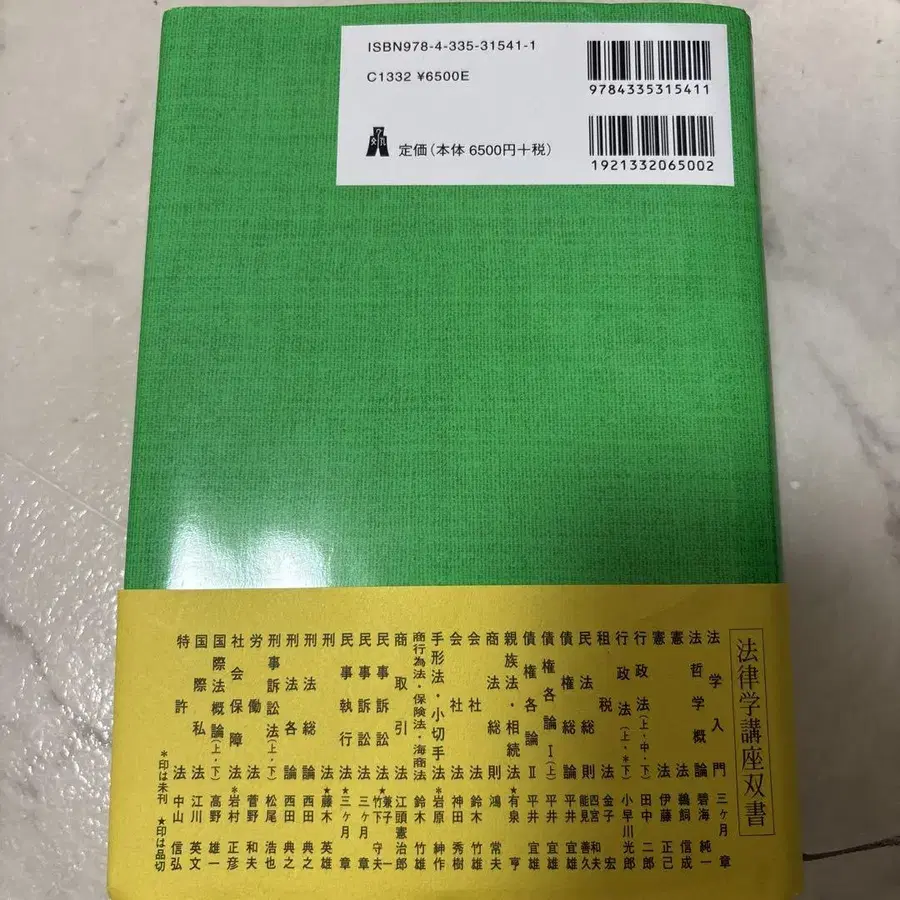 ISBN978-4-335-31541-1
C1332 ¥6500E
定価(本体 6500円+税)
9784335315411
1921332065002
法律学講座双書
法学入門 三ヶ月 章
法哲学概論 碧海 純一
憲法 鵜飼 信成
憲法 伊藤 正己
行政法(上・中・下) 田中 二郎
行政法(上・*下) 小早川光郎
租税法 金子 宏
民法総則 四宮 和夫 能見 善久
債権総論 平井 宜雄
債権各論Ⅰ(上) 平井 宜雄
債権各論Ⅱ 平井 宜雄
親族法・相続法 ★有泉 亨
商法総則 鴻 常夫
会社法 鈴木 竹雄
会社法 神田 秀樹
手形法・小切手法 *岩原 紳作
商行為法・保険法・海商法 鈴木 竹雄
商取引法 江頭憲治郎
民事訴訟法 ★兼子 一 竹下 守夫
民事訴訟法 三ヶ月 章
民事執行法 ★三ヶ月 章
刑法 ★藤木 英雄
刑法総論 西田 典之
刑法各論 西田 典之
刑事訴訟法(上・下) 松尾 浩也
労働法 菅野 和夫
社会保障法 *岩村 正彦
国際法概論(上・下) 高野 雄一
国際私法 江川 英文
特許法 中山 信弘
*印は未刊 ★印は品切